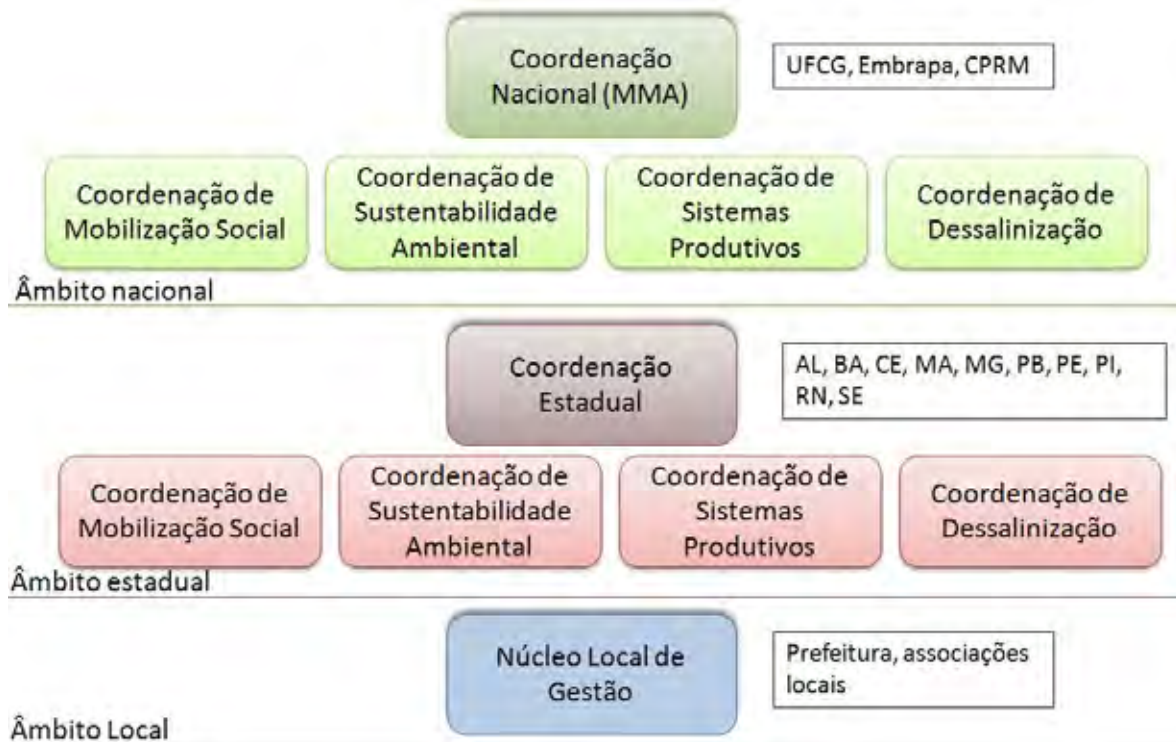 Coordenação
Nacional (MMA)
UFCG, Embrapa, CPRM
Coordenação de
Mobilização Social
Coordenação de
Sustentabilidade
Ambiental
Coordenação de
Sistemas
Produtivos
Coordenação de
Dessalinização
Âmbito nacional
Coordenação
Estadual
AL, BA, CE, MA, MG, PB, PE, PI,
RN, SE
Coordenação de
Mobilização Social
Coordenação de
Sustentabilidade
Ambiental
Coordenação de
Sistemas
Produtivos
Coordenação de
Dessalinização
Âmbito estadual
Núcleo Local de
Gestão
Prefeitura, associações
locais
Âmbito Local